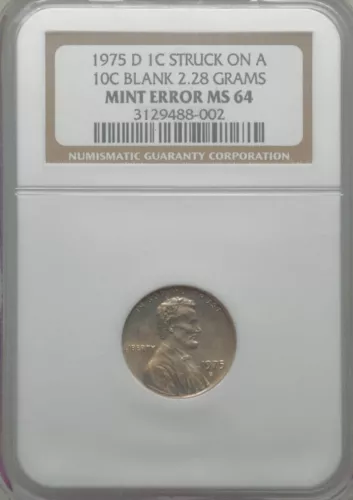 1975 D 1C STRUCK ON A
10C BLANK 2.28 GRAMS
MINT ERROR MS 64
3129488-002
NUMISMATIC GUARANTY CORPORATION
LIBERTY
1975
D